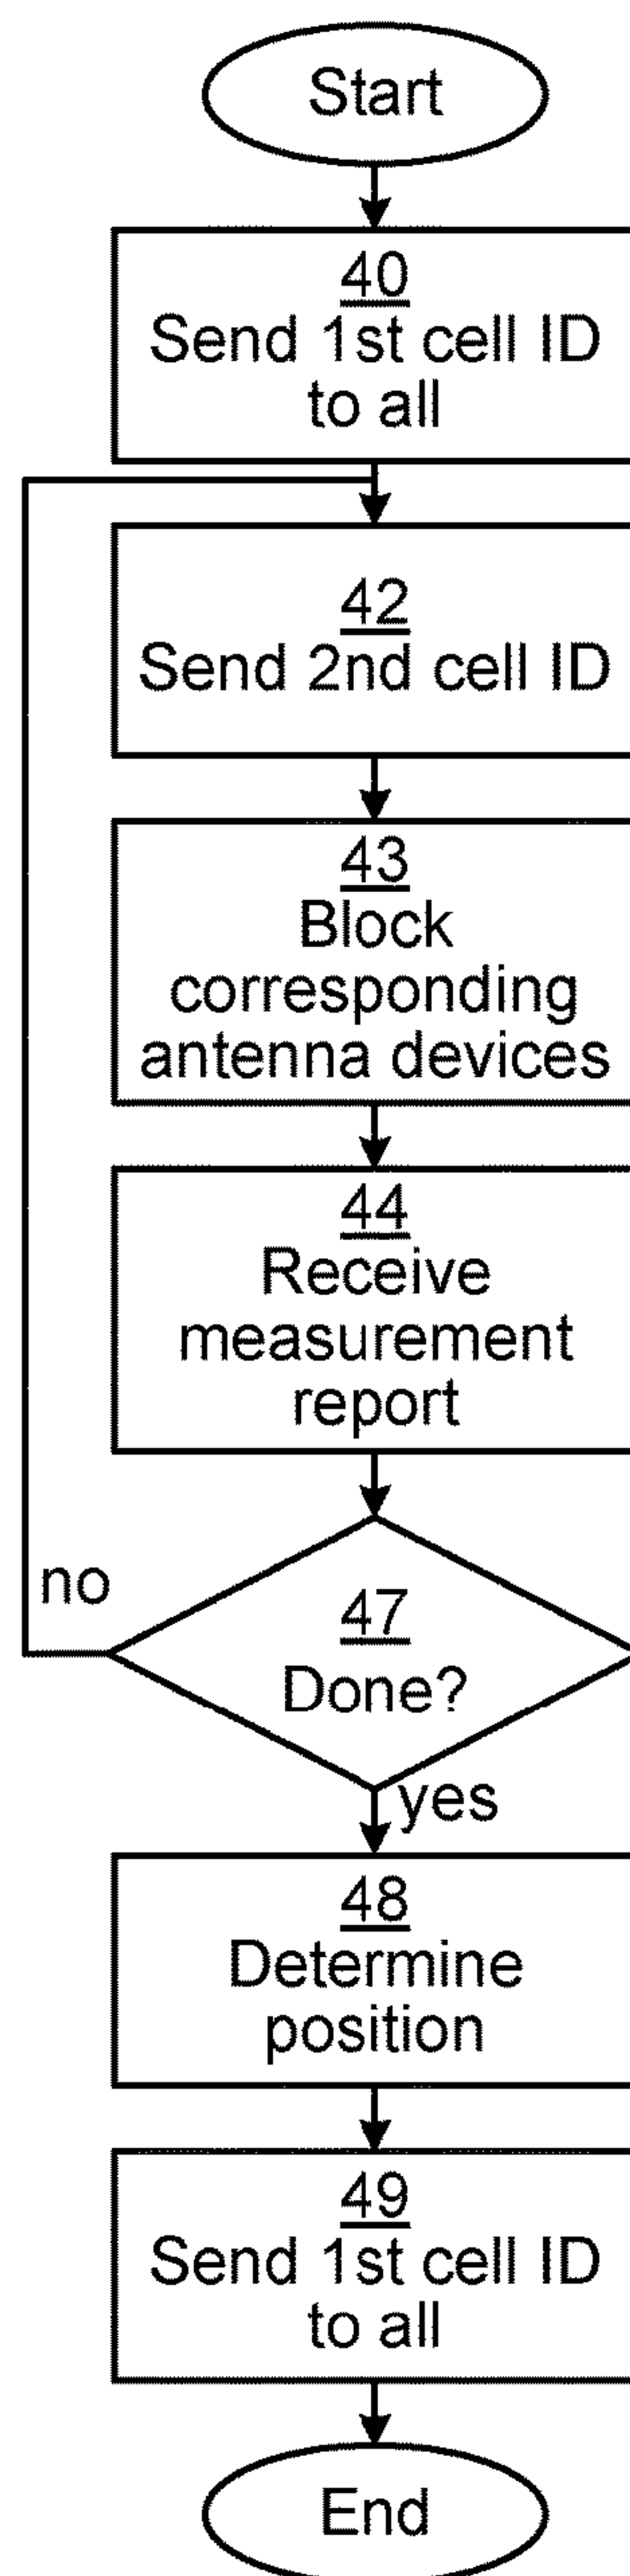 Start
40
Send 1st cell ID
to all
42
Send 2nd cell ID
43
Block
corresponding
antenna devices
44
Receive
measurement
report
no
47
Done?
yes
48
Determine
position
49
Send 1st cell ID
to all
End